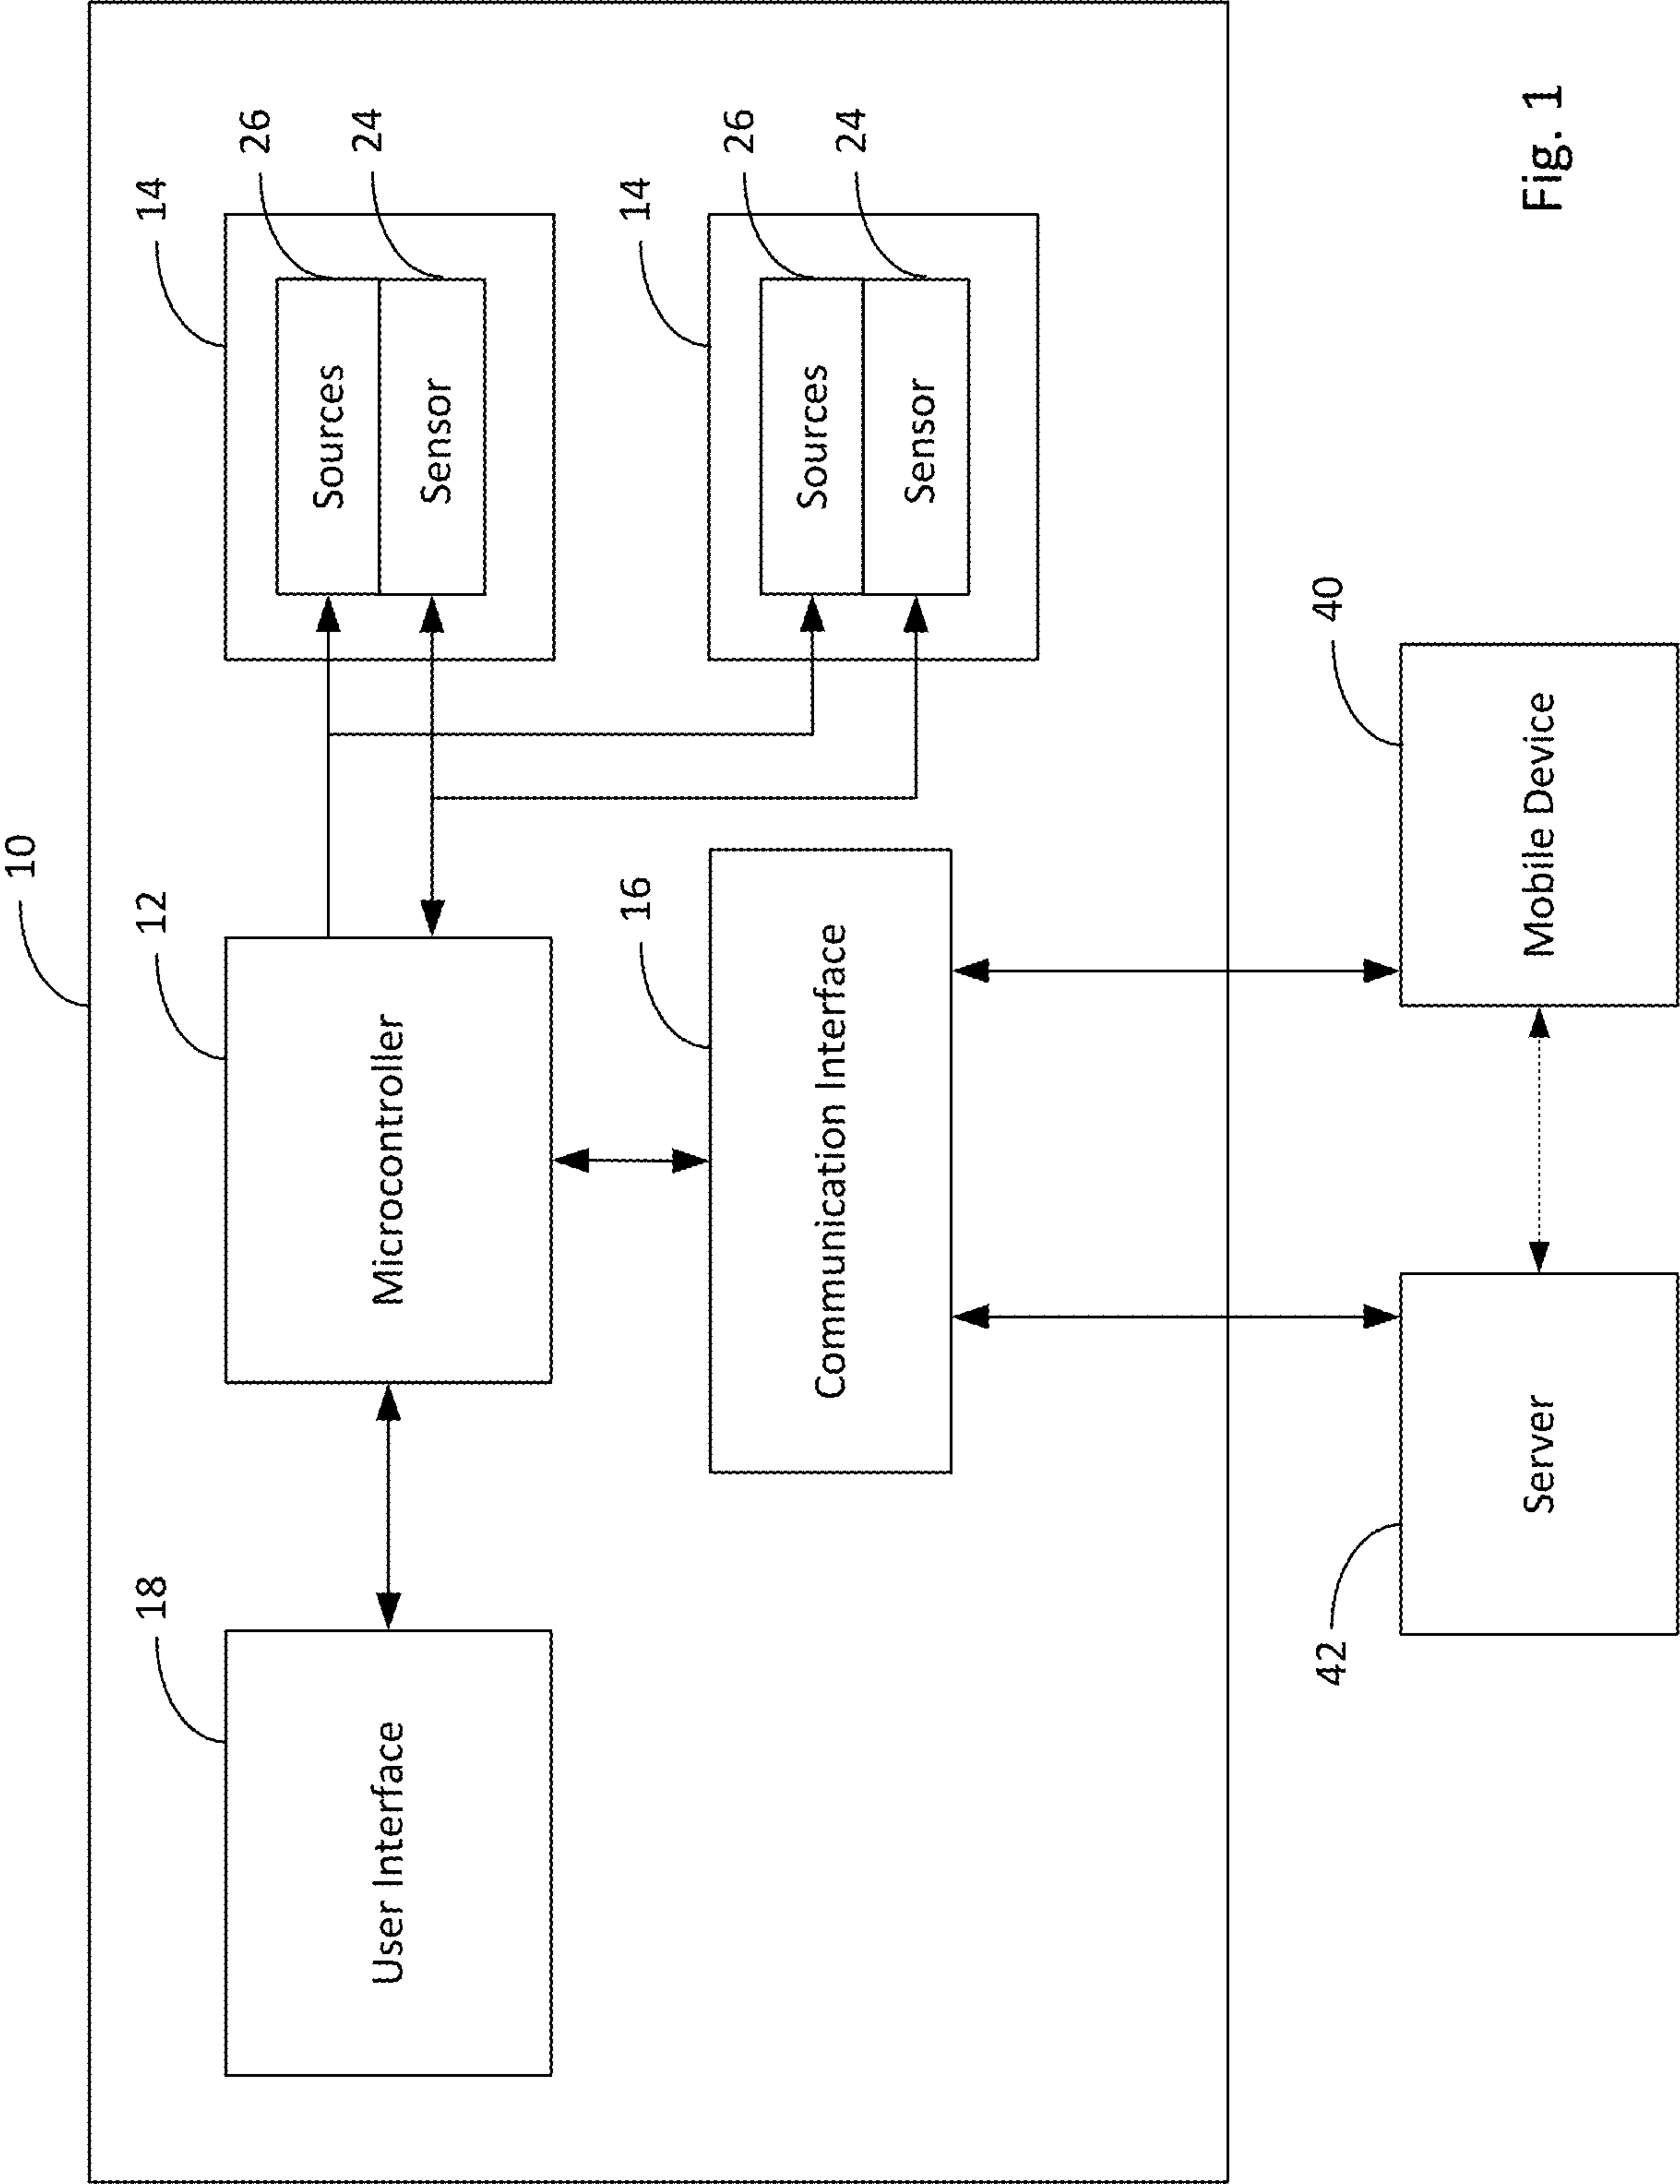 10
18
12
14
26
24
User Interface
Microcontroller
Sources
Sensor
16
14
26
24
Communication Interface
Sources
Sensor
42
40
Server
Mobile Device
Fig. 1